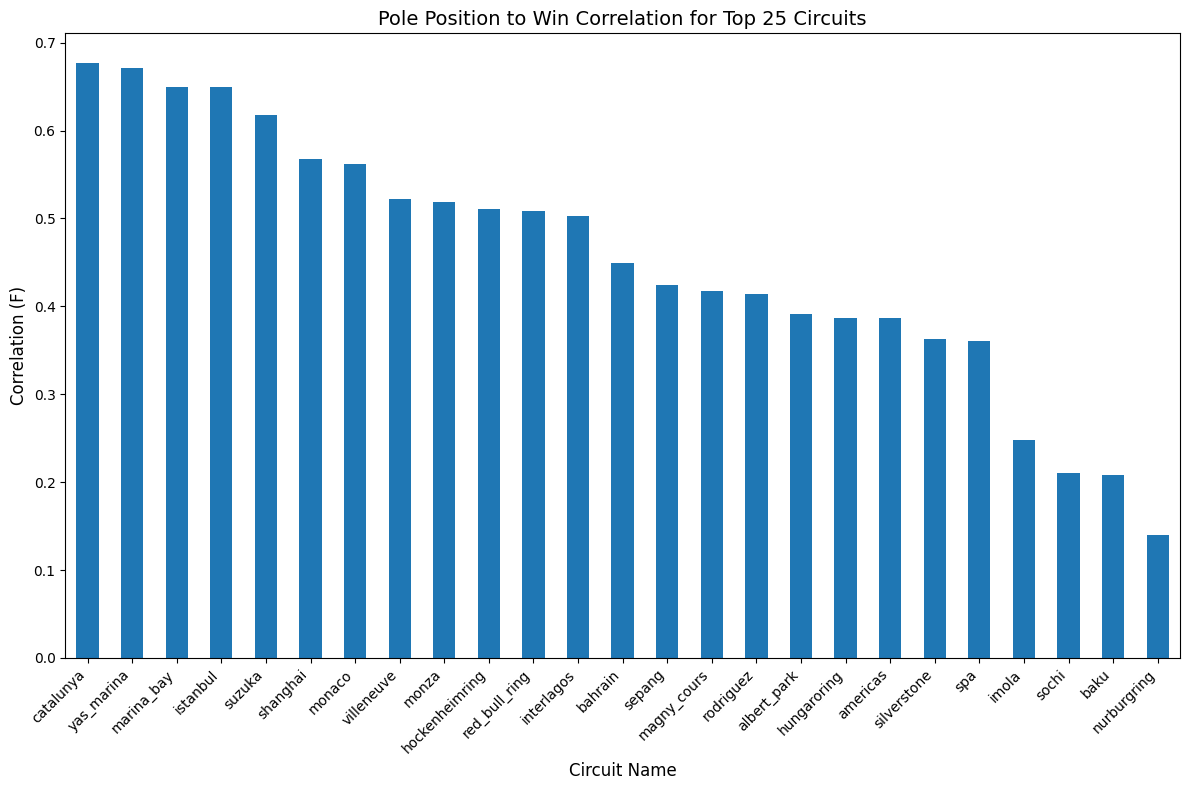 Pole Position to Win Correlation for Top 25 Circuits
0.7
0.6
0.5
0.4
0.3
0.2
0.1
0.0
Correlation (F)
catalunya
yas_marina
marina_bay
istanbul
suzuka
shanghai
monaco
villeneuve
monza
hockenheimring
red_bull_ring
interlagos
bahrain
sepang
magny_cours
rodriguez
albert_park
hungaroring
americas
silverstone
spa
imola
sochi
baku
nurburgring
Circuit Name